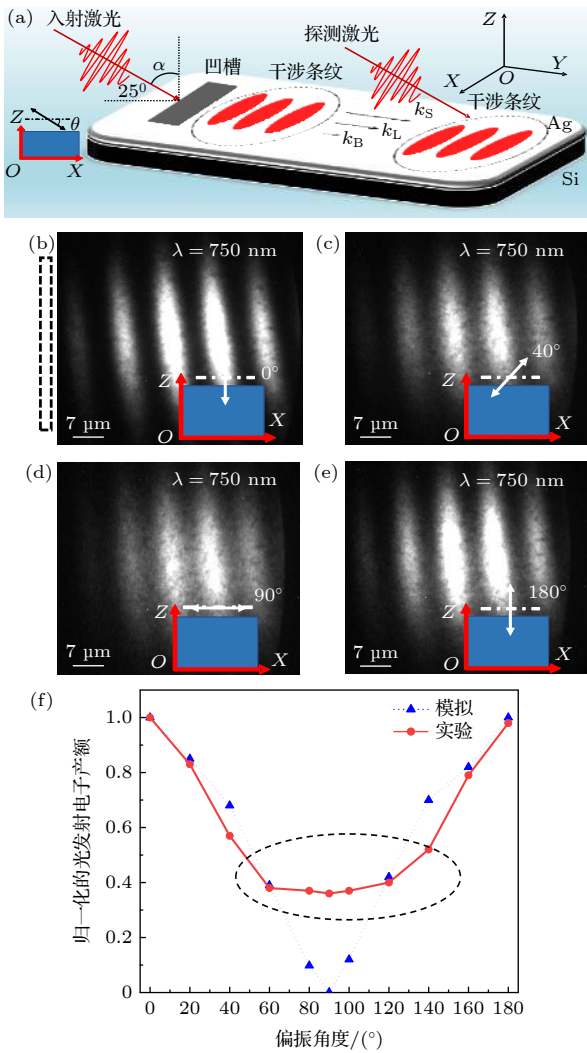 (a)
入射激光
α
25⁰
凹槽
干涉条纹
探测激光
干涉条纹
Z
Y
X
O
k_S
k_L
k_B
Ag
Si
Z
θ
O
X
(b)
λ = 750 nm
0°
Z
O
X
7 µm
(c)
λ = 750 nm
40°
Z
O
X
7 µm
(d)
λ = 750 nm
90°
Z
O
X
7 µm
(e)
λ = 750 nm
180°
Z
O
X
7 µm
(f)
模拟
实验
归一化的光发射电子产额
1.0
0.8
0.6
0.4
0.2
0
0 20 40 60 80 100 120 140 160 180
偏振角度/(°)